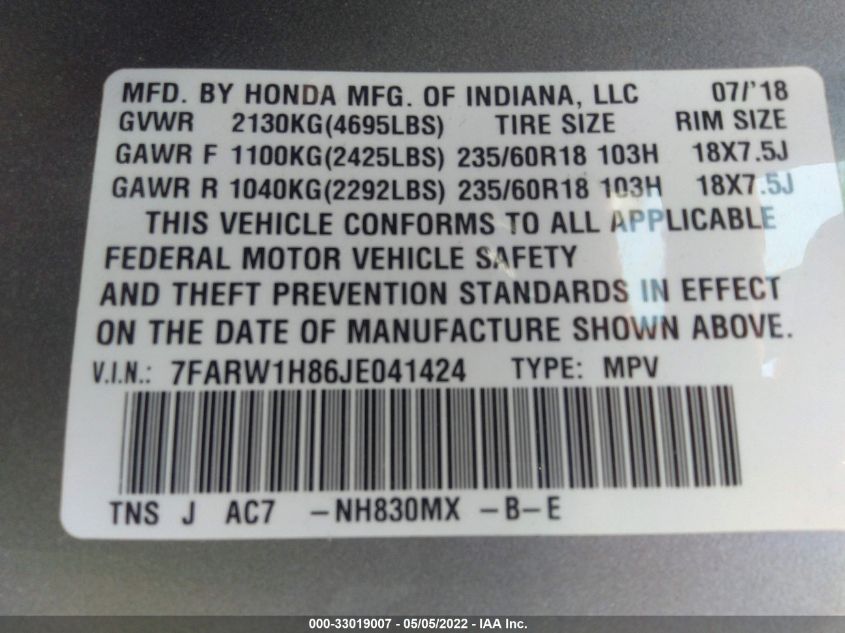 MFD. BY HONDA MFG. OF INDIANA, LLC 07/'18
GVWR 2130KG(4695LBS) TIRE SIZE RIM SIZE
GAWR F 1100KG(2425LBS) 235/60R18 103H 18X7.5J
GAWR R 1040KG(2292LBS) 235/60R18 103H 18X7.5J
THIS VEHICLE CONFORMS TO ALL APPLICABLE
FEDERAL MOTOR VEHICLE SAFETY
AND THEFT PREVENTION STANDARDS IN EFFECT
ON THE DATE OF MANUFACTURE SHOWN ABOVE.
V.I.N.: 7FARW1H86JE041424 TYPE: MPV
TNS J AC7 -NH830MX -B-E
000-33019007 - 05/05/2022 - IAA Inc.